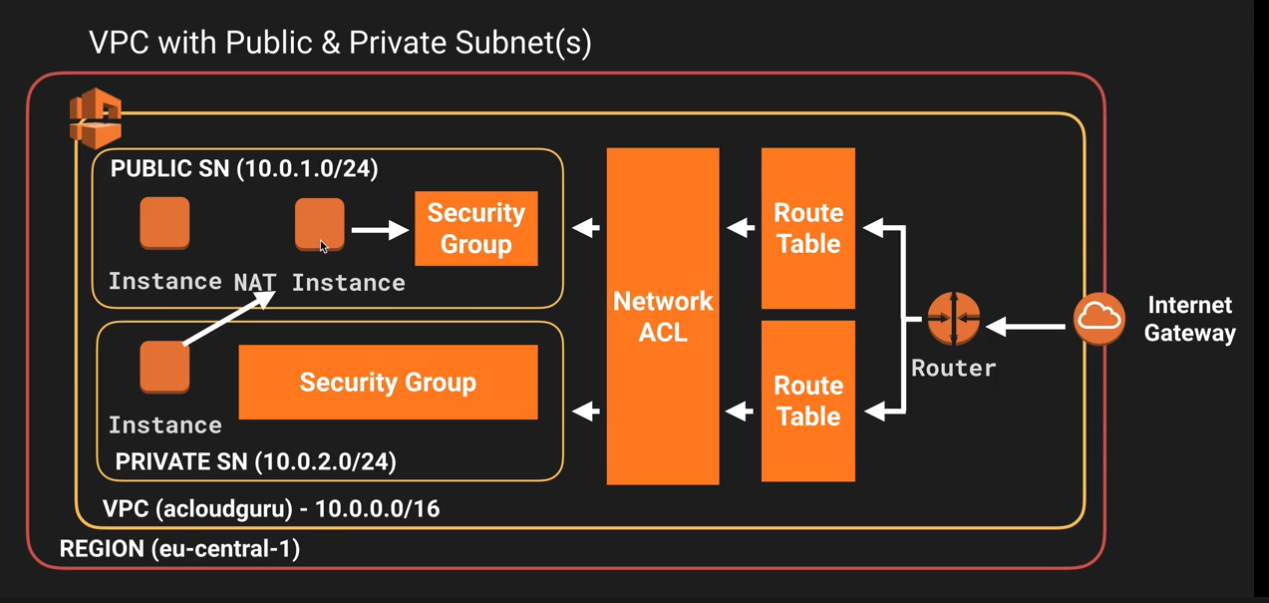 VPC with Public & Private Subnet(s)
PUBLIC SN (10.0.1.0/24)
Instance
NAT Instance
Security
Group
Instance
Security Group
PRIVATE SN (10.0.2.0/24)
VPC (acloudguru) - 10.0.0.0/16
REGION (eu-central-1)
Network
ACL
Route
Table
Route
Table
Router
Internet
Gateway